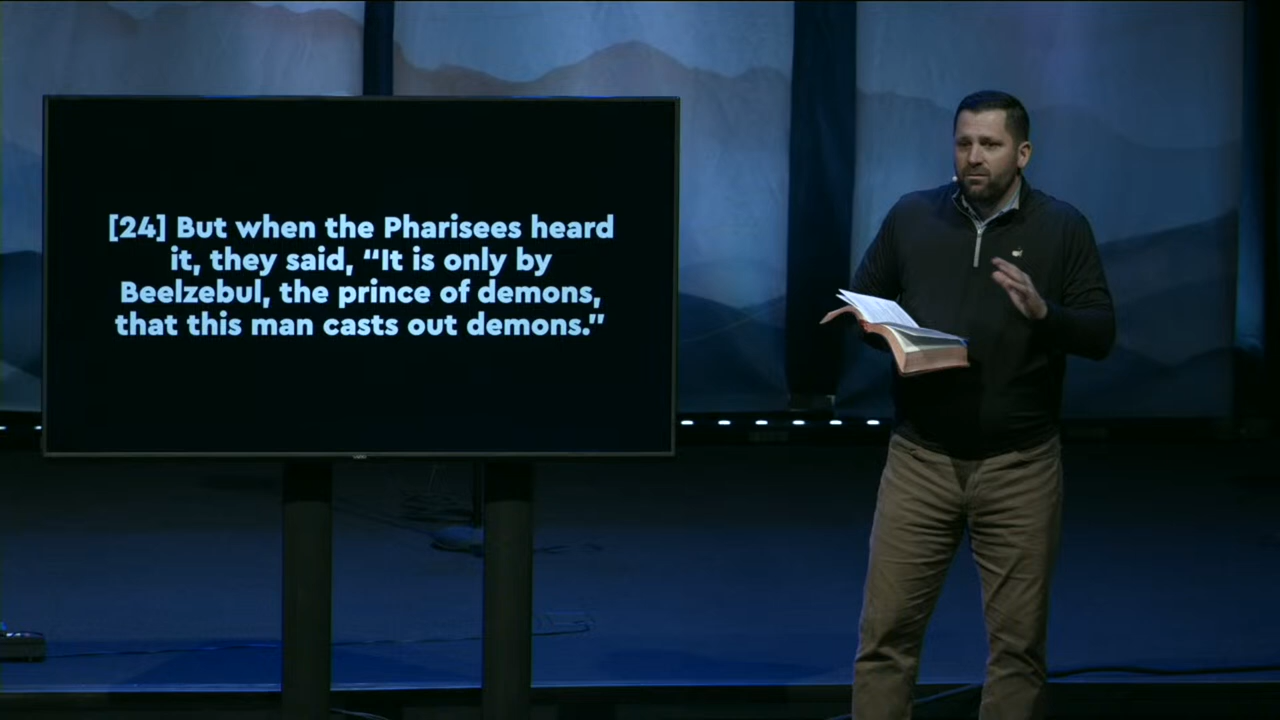 [24] But when the Pharisees heard
it, they said, “It is only by
Beelzebul, the prince of demons,
that this man casts out demons.”